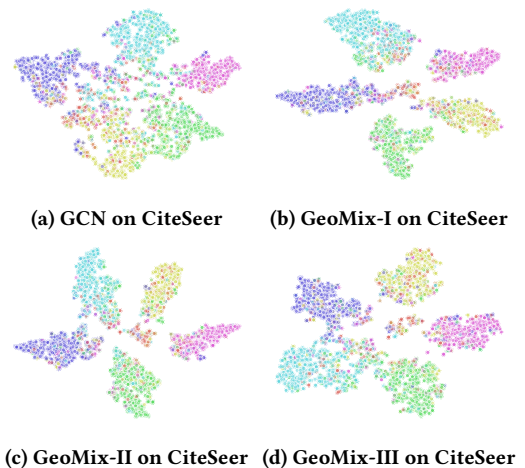 (a) GCN on CiteSeer
(b) GeoMix-I on CiteSeer
(c) GeoMix-II on CiteSeer
(d) GeoMix-III on CiteSeer